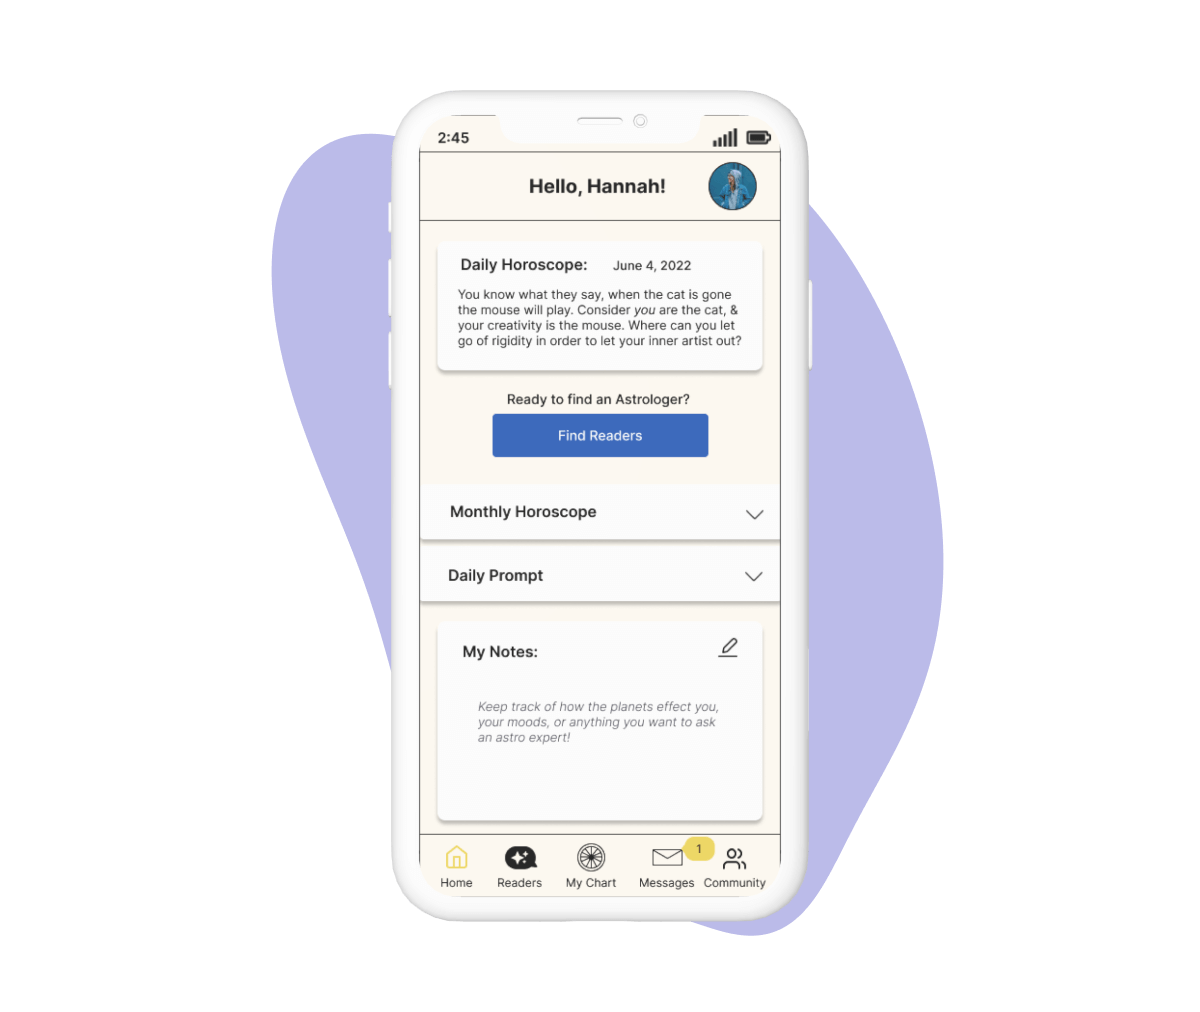 2:45
Hello, Hannah!
Daily Horoscope: June 4, 2022
You know what they say, when the cat is gone
the mouse will play. Consider you are the cat, &
your creativity is the mouse. Where can you let
go of rigidity in order to let your inner artist out?
Ready to find an Astrologer?
Find Readers
Monthly Horoscope
Daily Prompt
My Notes:
Keep track of how the planets effect you,
your moods, or anything you want to ask
an astro expert!
1
Home Readers My Chart Messages Community